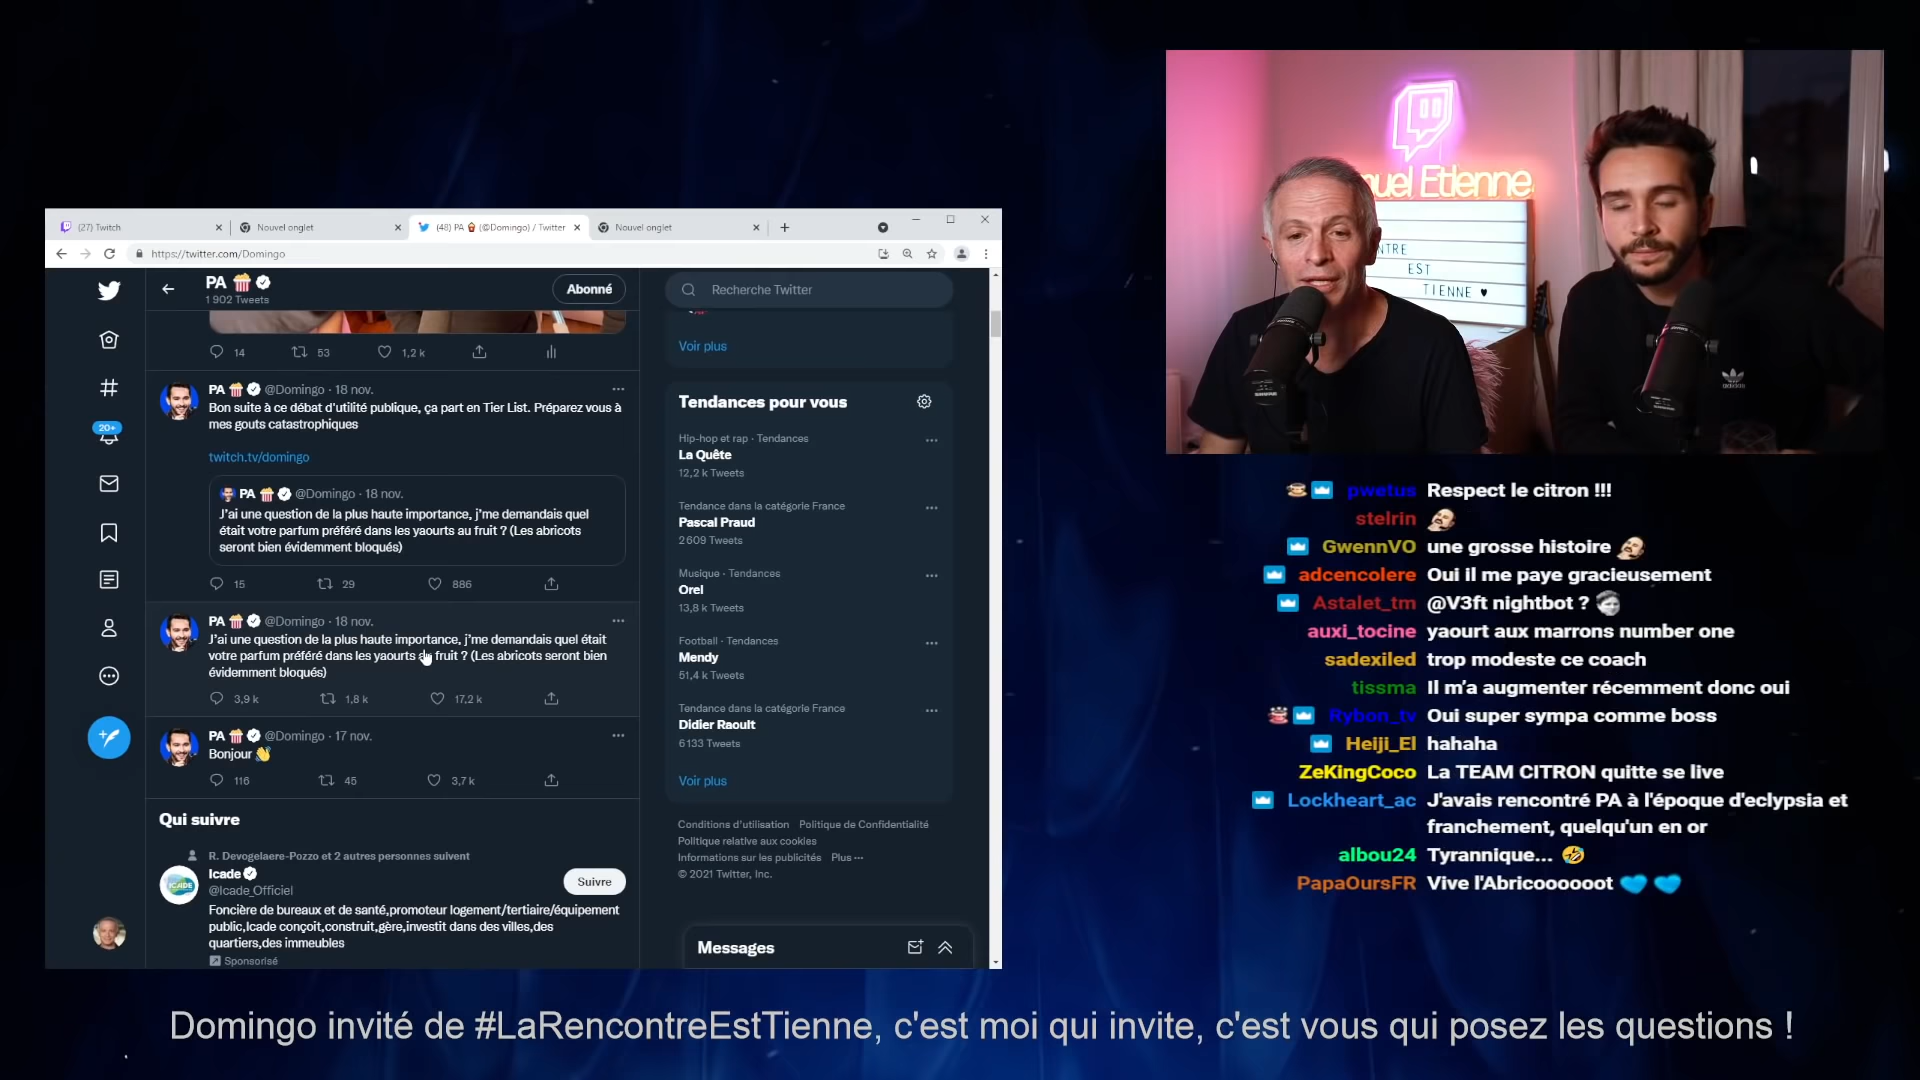 (27) Twitch
Nouvel onglet
(48) PA (@Domingo) / Twitter
Nouvel onglet
https://twitter.com/Domingo
PA
1 902 Tweets
Abonné
Recherche Twitter
14 53 1,2 k
Voir plus
20+
PA @Domingo · 18 nov.
Bon suite à ce débat d'utilité publique, ça part en Tier List. Préparez vous à
mes gouts catastrophiques
twitch.tv/domingo
PA @Domingo · 18 nov.
J'ai une question de la plus haute importance, j'me demandais quel
était votre parfum préféré dans les yaourts au fruit ? (Les abricots
seront bien évidemment bloqués)
15 29 886
PA @Domingo · 18 nov.
J'ai une question de la plus haute importance, j'me demandais quel était
votre parfum préféré dans les yaourts au fruit ? (Les abricots seront bien
évidemment bloqués)
3,9 k 1,8 k 17,2 k
PA @Domingo · 17 nov.
Bonjour
116 45 3,7 k
Qui suivre
R. Devogelaere-Pozzo et 2 autres personnes suivent
ICADE
Icade
@Icade_Officiel
Suivre
Foncière de bureaux et de santé,promoteur logement/tertiaire/équipement
public,Icade conçoit,construit,gère,investit dans des villes,des
quartiers,des immeubles
Sponsorisé
Tendances pour vous
Hip-hop et rap · Tendances
La Quête
12,2 k Tweets
Tendance dans la catégorie France
Pascal Praud
2 609 Tweets
Musique · Tendances
Orel
13,8 k Tweets
Football · Tendances
Mendy
51,4 k Tweets
Tendance dans la catégorie France
Didier Raoult
6 133 Tweets
Voir plus
Conditions d'utilisation Politique de Confidentialité
Politique relative aux cookies
Informations sur les publicités Plus ···
© 2021 Twitter, Inc.
Messages
uel Etienne
NTRE
EST
TIENNE ♥
adidas
pwetus Respect le citron !!!
stelrin
GwennVO une grosse histoire
adcencolere Oui il me paye gracieusement
Astalet_tm @V3ft nightbot ?
auxi_tocine yaourt aux marrons number one
sadexiled trop modeste ce coach
tissma Il m'a augmenter récemment donc oui
Rybon_tv Oui super sympa comme boss
Heiji_El hahaha
ZeKingCoco La TEAM CITRON quitte se live
Lockheart_ac J'avais rencontré PA à l'époque d'eclypsia et
franchement, quelqu'un en or
albou24 Tyrannique...
PapaOursFR Vive l'Abricoooooot
Domingo invité de #LaRencontreEstTienne, c'est moi qui invite, c'est vous qui posez les questions !